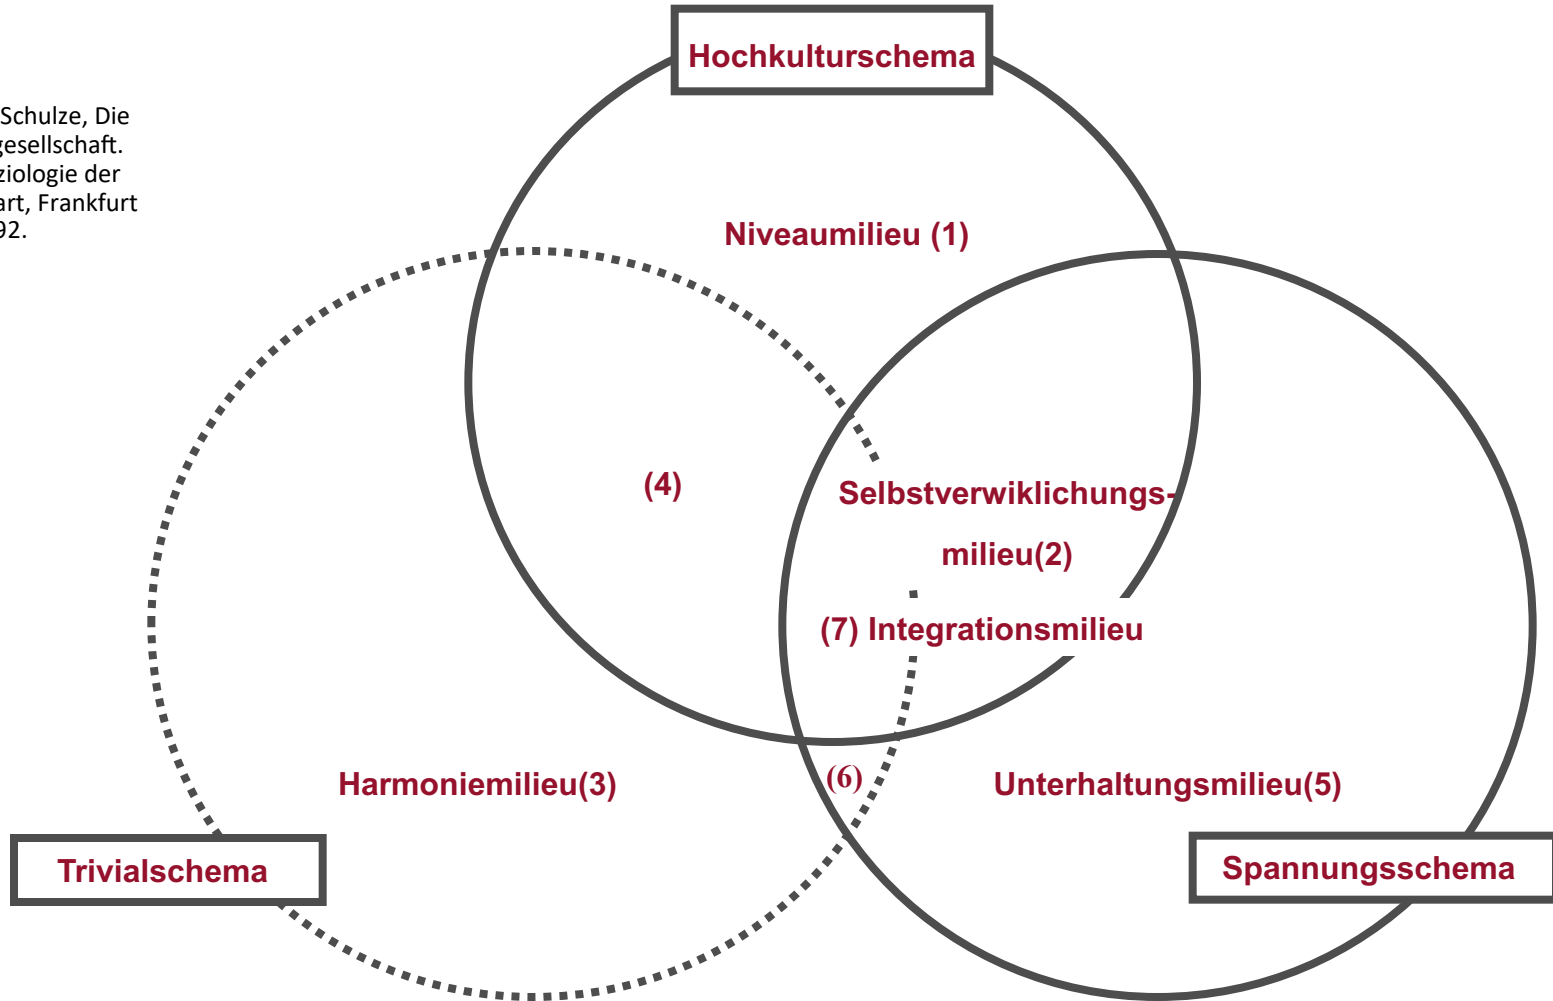 Hochkulturschema
Schulze, Die
gesellschaft.
ziologie der
art, Frankfurt
92.
Niveaumilieu (1)
(4)
Selbstverwiklichungs-
milieu(2)
(7) Integrationsmilieu
Harmoniemilieu(3)
(6)
Unterhaltungsmilieu(5)
Trivialschema
Spannungsschema